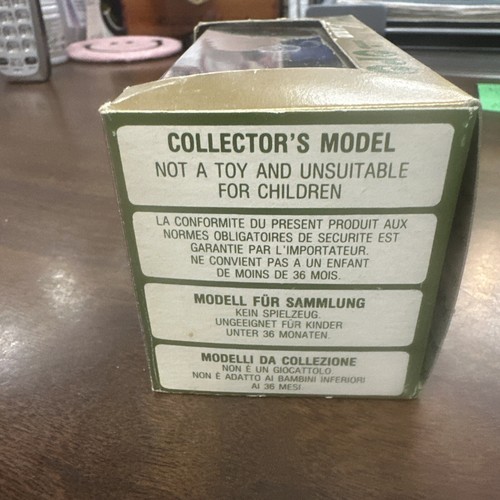 COLLECTOR'S MODEL
NOT A TOY AND UNSUITABLE
FOR CHILDREN
LA CONFORMITE DU PRESENT PRODUIT AUX
NORMES OBLIGATOIRES DE SECURITE EST
GARANTIE PAR L'IMPORTATEUR.
NE CONVIENT PAS A UN ENFANT
DE MOINS DE 36 MOIS.
MODELL FÜR SAMMLUNG
KEIN SPIELZEUG.
UNGEEIGNET FÜR KINDER
UNTER 36 MONATEN.
MODELLI DA COLLEZIONE
NON È UN GIOCATTOLO
NON È ADATTO AI BAMBINI INFERIORI
AI 36 MESI